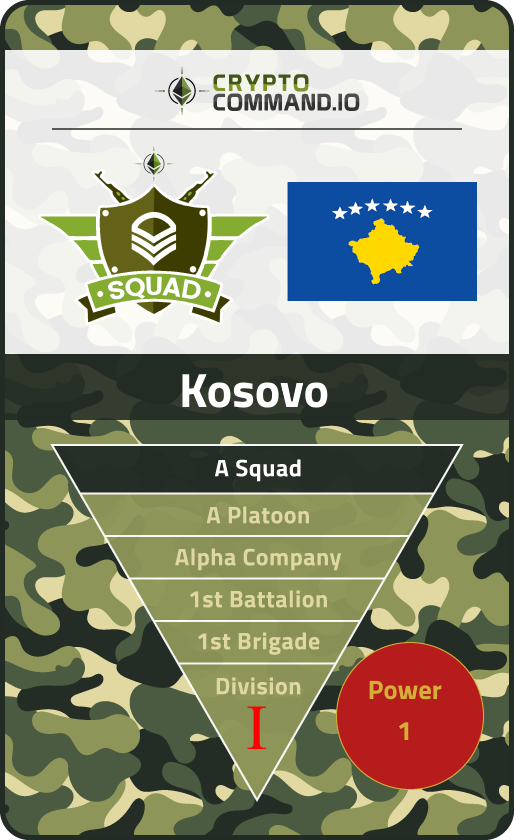 CRYPTO
COMMAND.IO
SQUAD
Kosovo
A Squad
A Platoon
Alpha Company
1st Battalion
1st Brigade
Division
I
Power
1